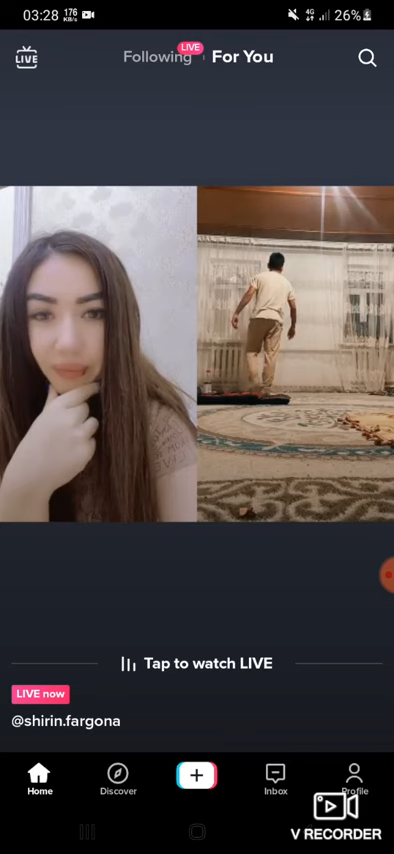 03:28 176 KB/s 4G 26%
LIVE Following LIVE For You
Tap to watch LIVE
LIVE now
@shirin.fargona
Home Discover Inbox Profile
V RECORDER